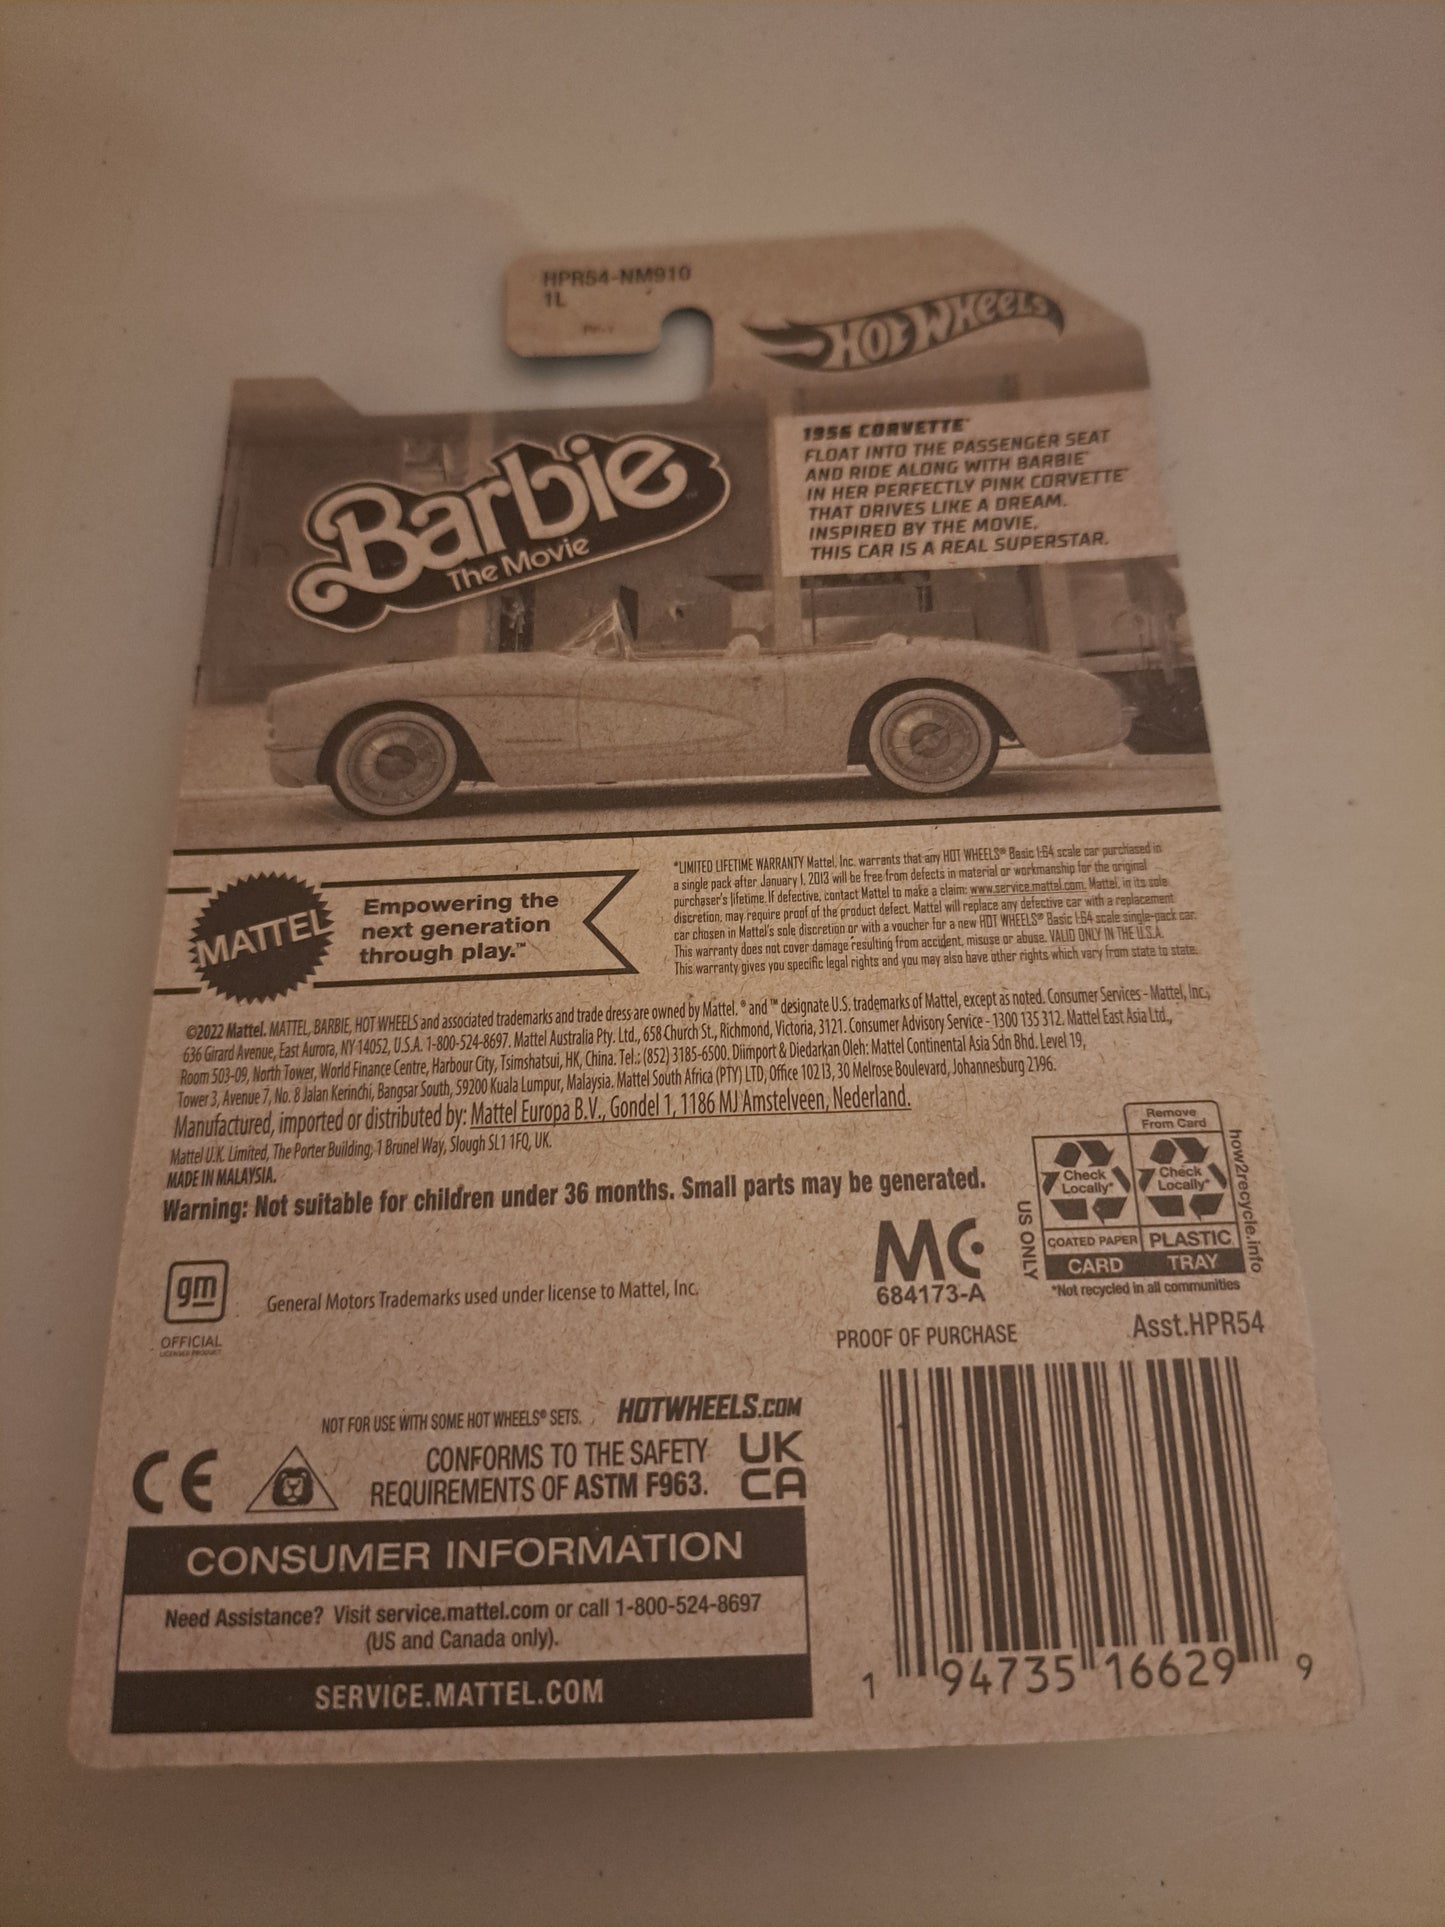 HPR54-NM910
1L
HOT WHEELS
Barbie™
The Movie
1956 CORVETTE™
FLOAT INTO THE PASSENGER SEAT
AND RIDE ALONG WITH BARBIE™
IN HER PERFECTLY PINK CORVETTE™
THAT DRIVES LIKE A DREAM.
INSPIRED BY THE MOVIE,
THIS CAR IS A REAL SUPERSTAR.
MATTEL
Empowering the
next generation
through play.™
*LIMITED LIFETIME WARRANTY Mattel, Inc. warrants that any HOT WHEELS® Basic 1:64 scale car purchased in
a single pack after January 1, 2013 will be free from defects in material or workmanship for the original
purchaser's lifetime. If defective, contact Mattel to make a claim: www.service.mattel.com. Mattel, in its sole
discretion, may require proof of the product defect. Mattel will replace any defective car with a replacement
car chosen in Mattel's sole discretion or with a voucher for a new HOT WHEELS® Basic 1:64 scale single-pack car.
This warranty does not cover damage resulting from accident, misuse or abuse. VALID ONLY IN THE U.S.A.
This warranty gives you specific legal rights and you may also have other rights which vary from state to state.
©2022 Mattel. MATTEL, BARBIE, HOT WHEELS and associated trademarks and trade dress are owned by Mattel. ® and ™ designate U.S. trademarks of Mattel, except as noted. Consumer Services - Mattel, Inc.,
636 Girard Avenue, East Aurora, NY 14052, U.S.A. 1-800-524-8697. Mattel Australia Pty. Ltd., 658 Church St., Richmond, Victoria, 3121. Consumer Advisory Service - 1300 135 312. Mattel East Asia Ltd.,
Room 503-09, North Tower, World Finance Centre, Harbour City, Tsimshatsui, HK, China. Tel.: (852) 3185-6500. Diimport & Diedarkan Oleh: Mattel Continental Asia Sdn Bhd. Level 19,
Tower 3, Avenue 7, No. 8 Jalan Kerinchi, Bangsar South, 59200 Kuala Lumpur, Malaysia. Mattel South Africa (PTY) LTD, Office 102 I3, 30 Melrose Boulevard, Johannesburg 2196.
Manufactured, imported or distributed by: Mattel Europa B.V., Gondel 1, 1186 MJ Amstelveen, Nederland.
Mattel U.K. Limited, The Porter Building, 1 Brunel Way, Slough SL1 1FQ, UK.
MADE IN MALAYSIA.
Warning: Not suitable for children under 36 months. Small parts may be generated.
Remove
From Card
Check
Locally*
Check
Locally*
US ONLY
COATED PAPER
PLASTIC
CARD
TRAY
how2recycle.info
*Not recycled in all communities
MC
684173-A
gm
OFFICIAL
LICENSED PRODUCT
General Motors Trademarks used under license to Mattel, Inc.
PROOF OF PURCHASE
Asst.HPR54
NOT FOR USE WITH SOME HOT WHEELS® SETS.
HOTWHEELS.COM
CE
CONFORMS TO THE SAFETY
REQUIREMENTS OF ASTM F963.
UK
CA
CONSUMER INFORMATION
Need Assistance? Visit service.mattel.com or call 1-800-524-8697
(US and Canada only).
SERVICE.MATTEL.COM
1 94735 16629 9